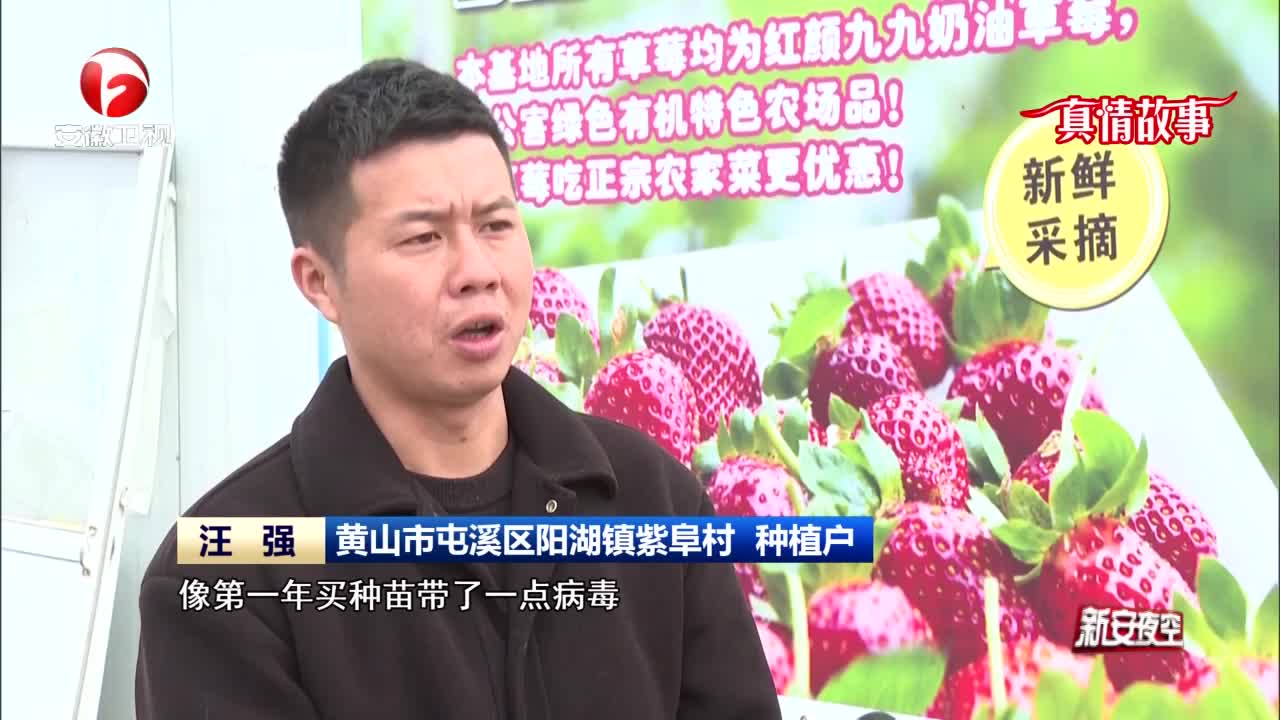 安徽卫视
本基地所有草莓均为红颜九九奶油草莓，
公害绿色有机特色农场品！
莓吃正宗农家菜更优惠！
真情故事
新鲜
采摘
汪 强
黄山市屯溪区阳湖镇紫阜村 种植户
像第一年买种苗带了一点病毒
新安夜空